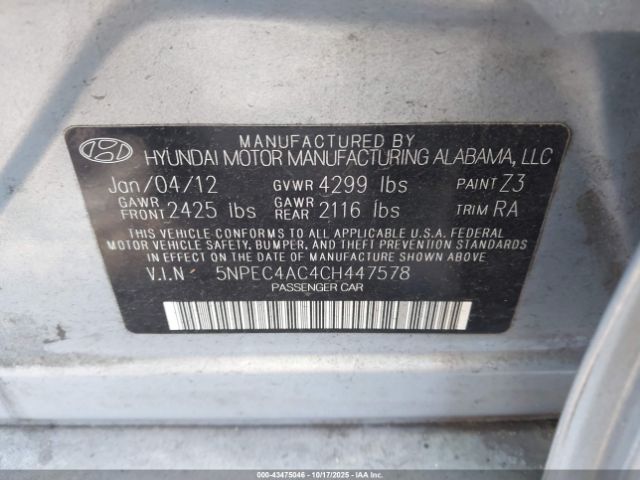 MANUFACTURED BY
HYUNDAI MOTOR MANUFACTURING ALABAMA, LLC
Jan/04/12 GVWR 4299 lbs PAINT Z3
GAWR FRONT 2425 lbs GAWR REAR 2116 lbs TRIM RA
THIS VEHICLE CONFORMS TO ALL APPLICABLE U.S.A. FEDERAL
MOTOR VEHICLE SAFETY, BUMPER, AND THEFT PREVENTION
STANDARDS IN EFFECT ON THE DATE OF MANUFACTURE SHOWN ABOVE.
V.I.N 5NPEC4AC4CH447578
PASSENGER CAR
000-43475046 | 10/17/2025 | IAAI.COM